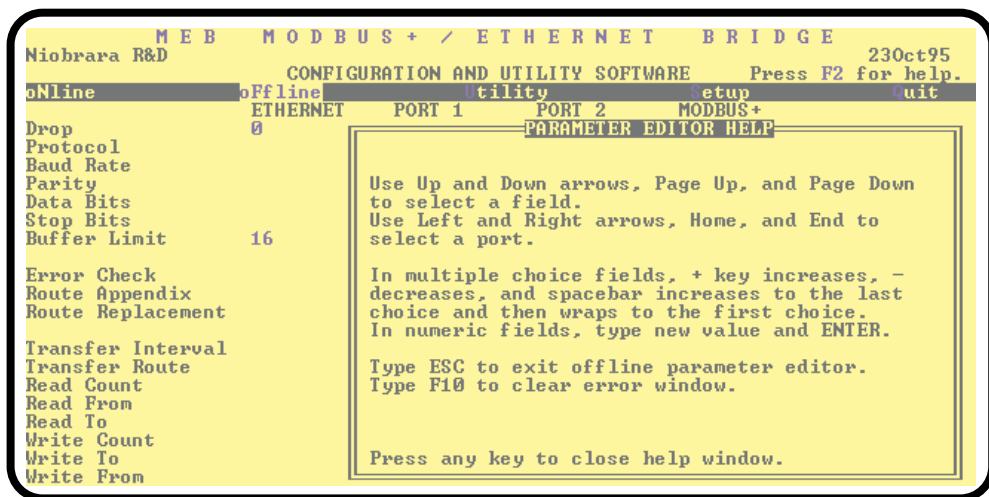 M E B   M O D B U S + / E T H E R N E T   B R I D G E
Niobrara R&D 23Oct95
CONFIGURATION AND UTILITY SOFTWARE Press F2 for help.
oNline oFfline Utility Setup Quit
ETHERNET PORT 1 PORT 2 MODBUS+
Drop 0
PARAMETER EDITOR HELP
Protocol
Baud Rate
Parity Use Up and Down arrows, Page Up, and Page Down
Data Bits to select a field.
Stop Bits Use Left and Right arrows, Home, and End to
Buffer Limit 16 select a port.
Error Check In multiple choice fields, + key increases, -
Route Appendix decreases, and spacebar increases to the last
Route Replacement choice and then wraps to the first choice.
In numeric fields, type new value and ENTER.
Transfer Interval
Transfer Route Type ESC to exit offline parameter editor.
Read Count Type F10 to clear error window.
Read From
Read To
Write Count
Write To Press any key to close help window.
Write From